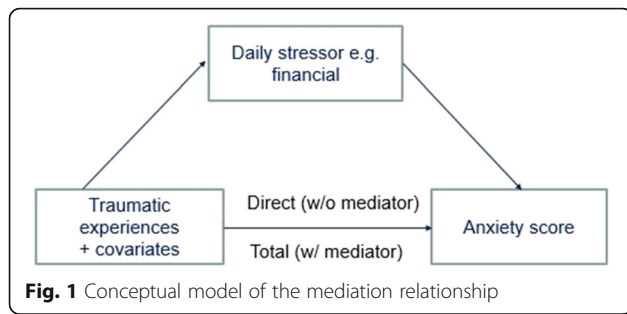 Daily stressor e.g.
financial
Traumatic
experiences
+ covariates
Direct (w/o mediator)
Total (w/ mediator)
Anxiety score
Fig. 1 Conceptual model of the mediation relationship